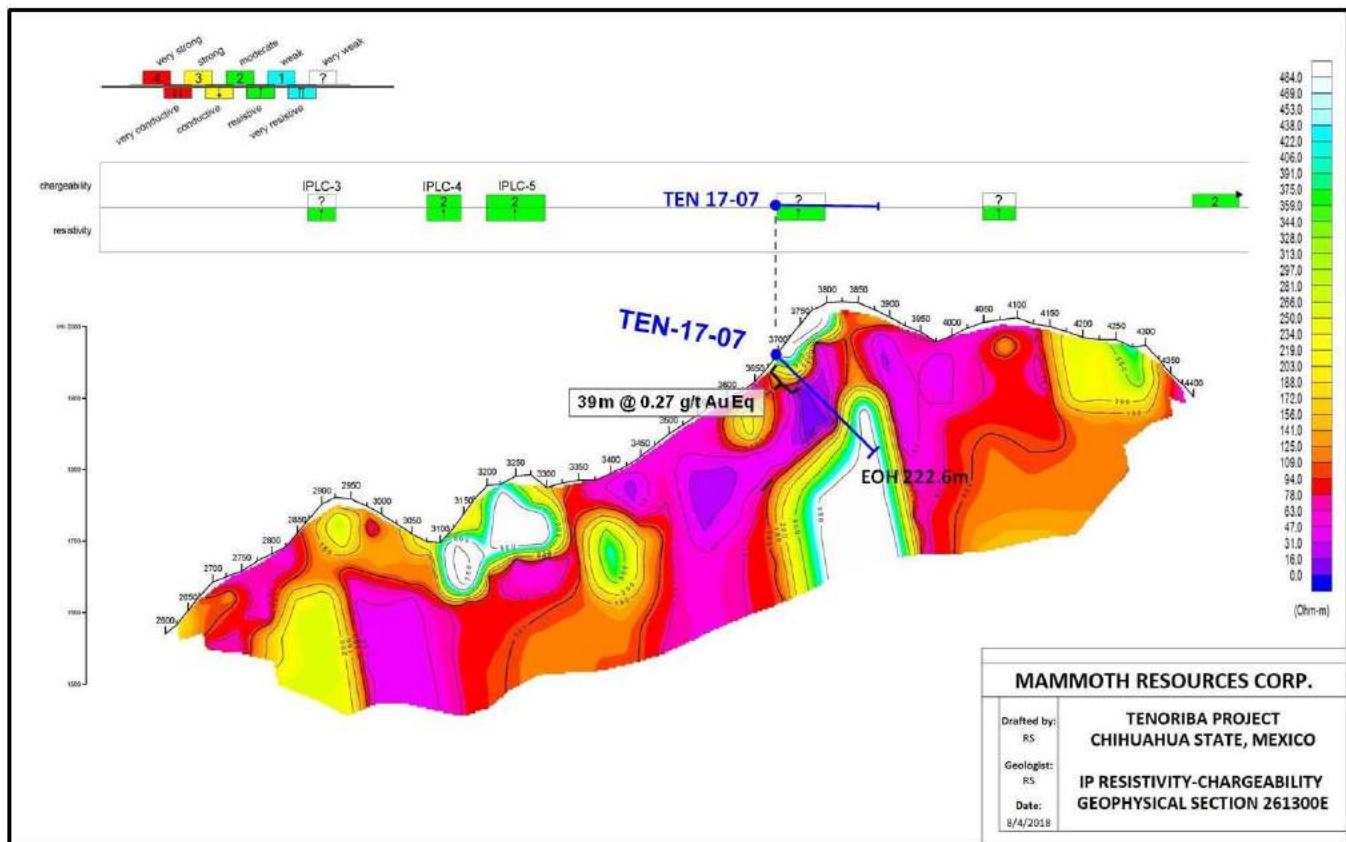 very strong
strong
moderate
weak
very weak
4
3
2
1
?
very conductive
conductive
resistive
very resistive
chargeability
resistivity
IPLC-3
?
IPLC-4
2
IPLC-5
2
TEN 17-07
?
?
2
TEN-17-07
39m @ 0.27 g/t AuEq
EOH 222.6m
2600
2650
2700
2750
2800
2850
2900
2950
3000
3050
3100
3150
3200
3250
3300
3350
3400
3450
3500
3600
3650
3700
3750
3800
3850
3900
3950
4000
4050
4100
4150
4200
4250
4300
4350
4400
484.0
469.0
453.0
438.0
422.0
406.0
391.0
375.0
359.0
344.0
328.0
313.0
297.0
281.0
266.0
250.0
234.0
219.0
203.0
188.0
172.0
156.0
141.0
125.0
109.0
94.0
78.0
63.0
47.0
31.0
16.0
0.0
(Ohm-m)
MAMMOTH RESOURCES CORP.
Drafted by:
RS
Geologist:
RS
Date:
8/4/2018
TENORIBA PROJECT
CHIHUAHUA STATE, MEXICO
IP RESISTIVITY-CHARGEABILITY
GEOPHYSICAL SECTION 261300E